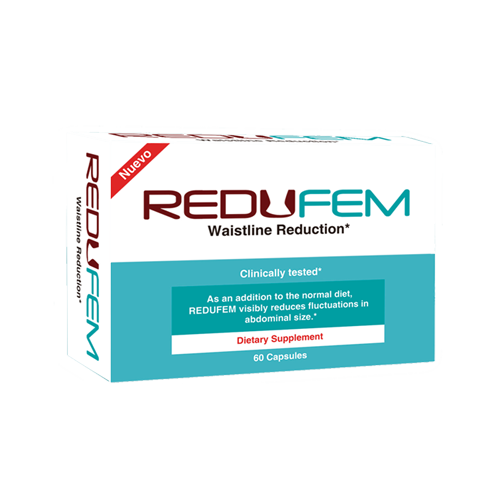 REDUFEM
Nuevo
REDUFEM
Waistline Reduction*
REDUFEM
Waistline Reduction*
Clinically tested*
As an addition to the normal diet,
REDUFEM visibly reduces fluctuations in
abdominal size.*
Dietary Supplement
60 Capsules